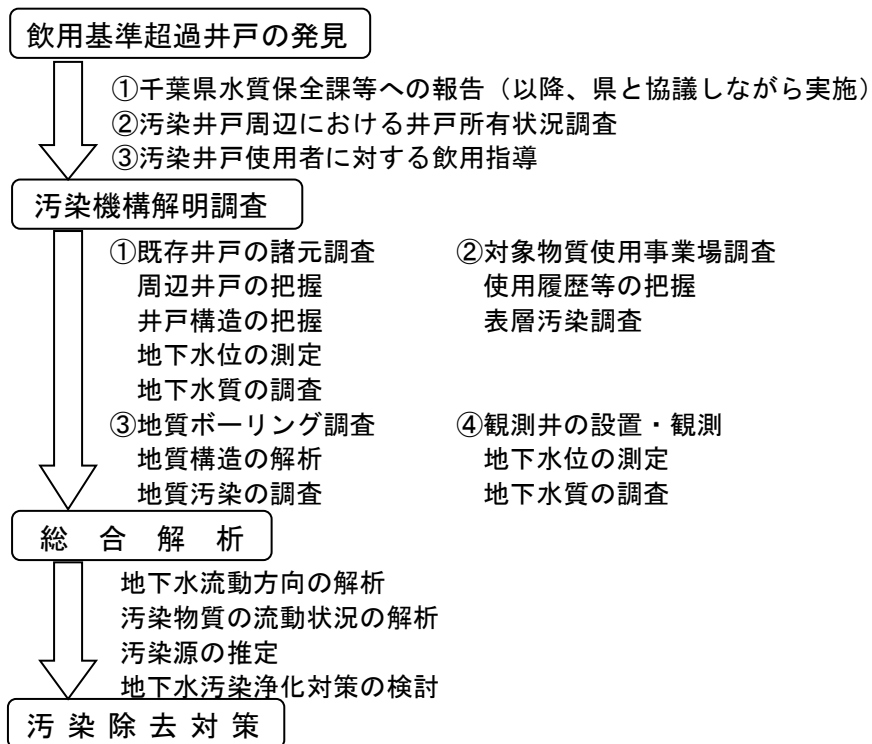 飲用基準超過井戸の発見
①千葉県水質保全課等への報告（以降、県と協議しながら実施）
②汚染井戸周辺における井戸所有状況調査
③汚染井戸使用者に対する飲用指導
汚染機構解明調査
①既存井戸の諸元調査
周辺井戸の把握
井戸構造の把握
地下水位の測定
地下水質の調査
②対象物質使用事業場調査
使用履歴等の把握
表層汚染調査
③地質ボーリング調査
地質構造の解析
地質汚染の調査
④観測井の設置・観測
地下水位の測定
地下水質の調査
総合解析
地下水流動方向の解析
汚染物質の流動状況の解析
汚染源の推定
地下水汚染浄化対策の検討
汚染除去対策